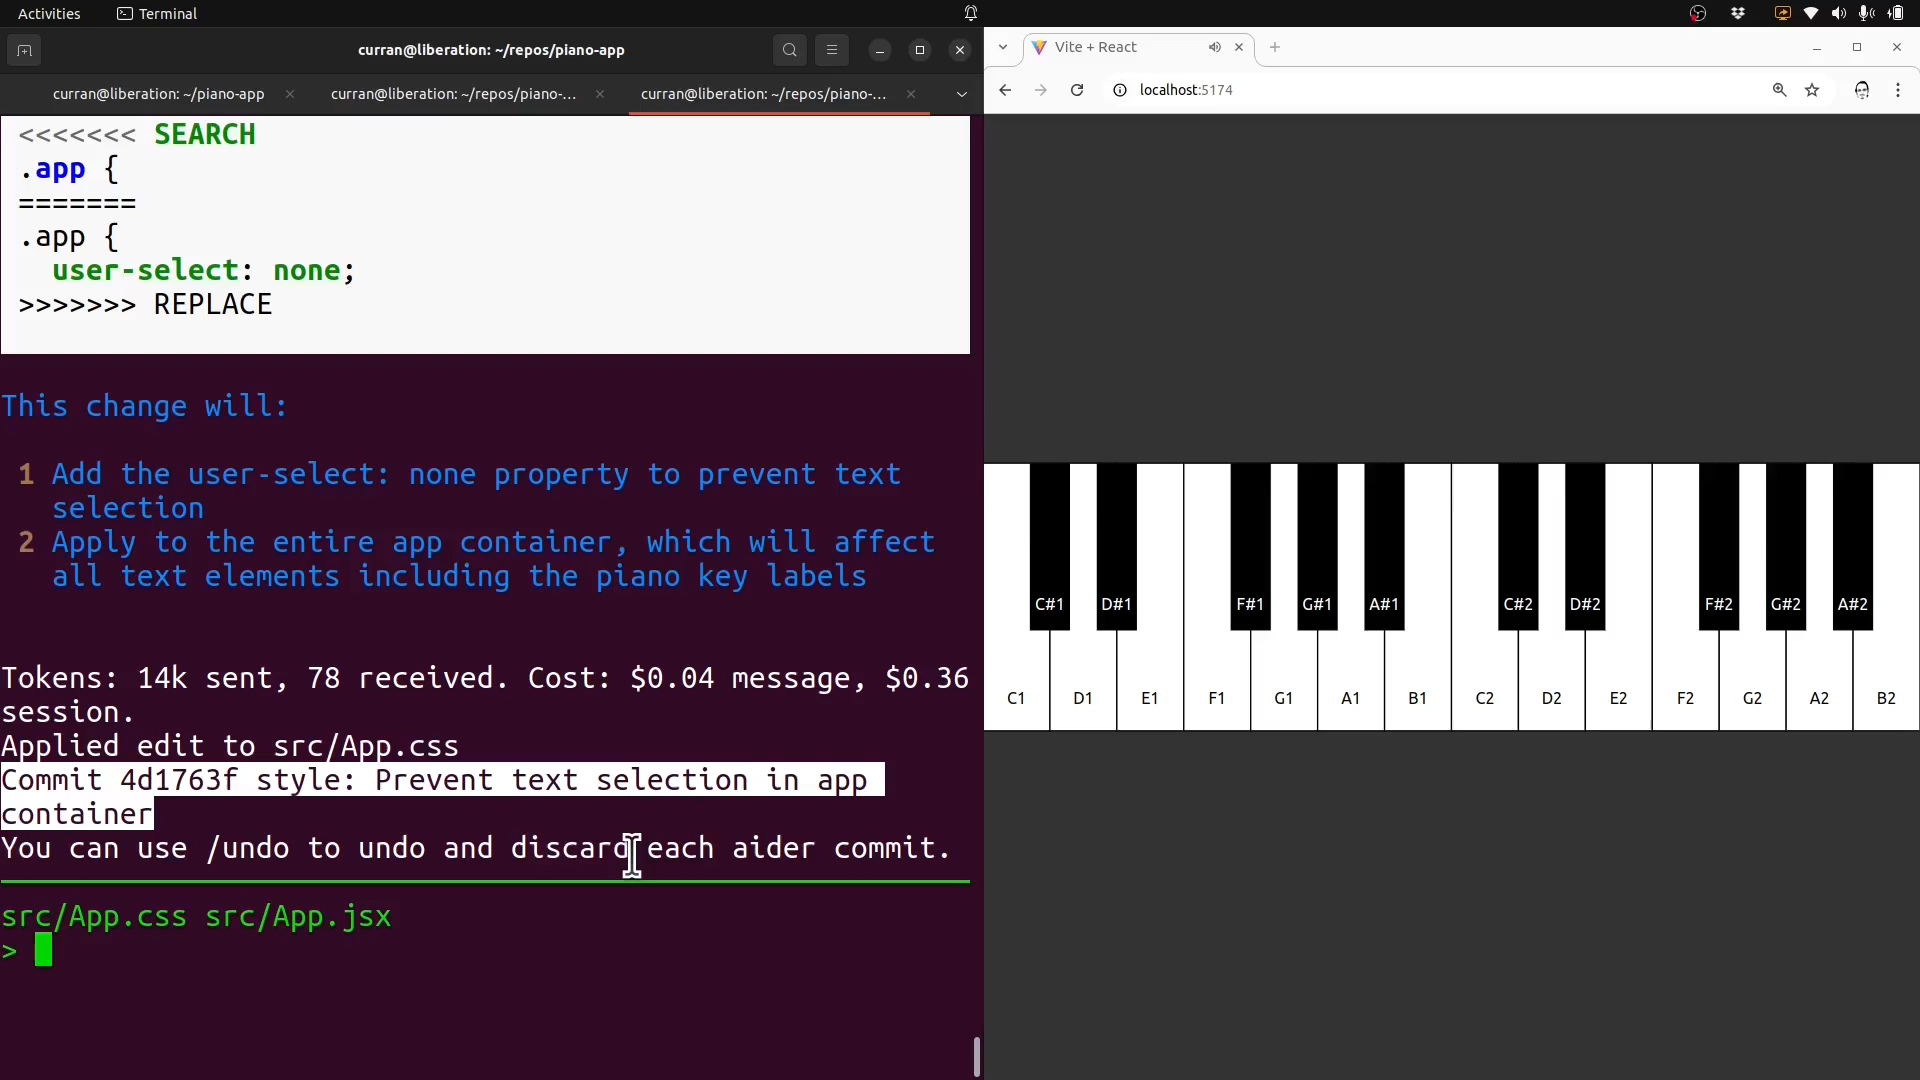 Activities
Terminal
curran@liberation: ~/repos/piano-app
curran@liberation: ~/piano-app
curran@liberation: ~/repos/piano-...
curran@liberation: ~/repos/piano-...
<<<<<<< SEARCH
.app {
=======
.app {
user-select: none;
>>>>>>> REPLACE
This change will:
1 Add the user-select: none property to prevent text
selection
2 Apply to the entire app container, which will affect
all text elements including the piano key labels
Tokens: 14k sent, 78 received. Cost: $0.04 message, $0.36
session.
Applied edit to src/App.css
Commit 4d1763f style: Prevent text selection in app
container
You can use /undo to undo and discard each aider commit.
src/App.css src/App.jsx
>
Vite + React
localhost:5174
C#1 D#1 F#1 G#1 A#1 C#2 D#2 F#2 G#2 A#2
C1 D1 E1 F1 G1 A1 B1 C2 D2 E2 F2 G2 A2 B2